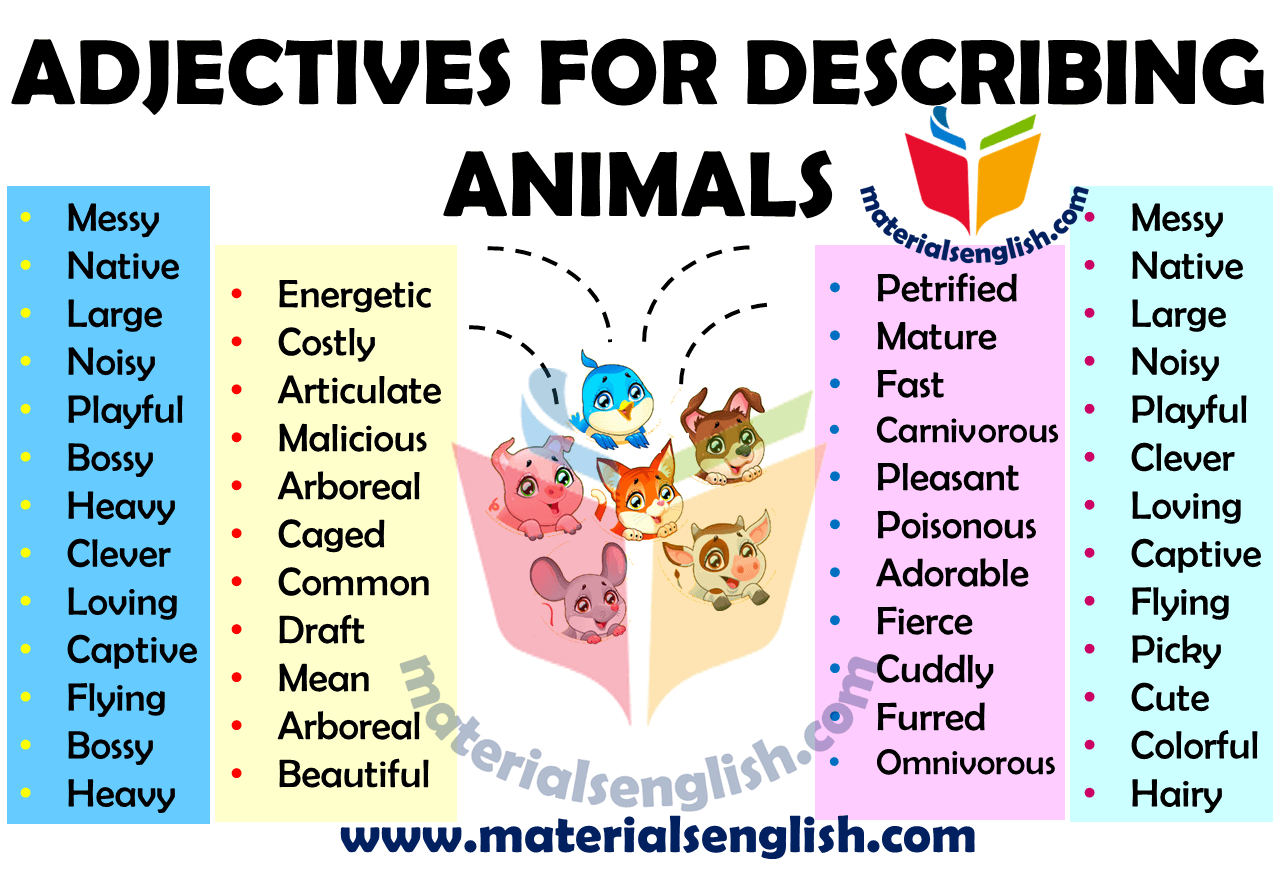 ADJECTIVES FOR DESCRIBING
ANIMALS
materialsenglish.com
Messy
Native
Large
Noisy
Playful
Bossy
Heavy
Clever
Loving
Captive
Flying
Bossy
Heavy
Energetic
Costly
Articulate
Malicious
Arboreal
Caged
Common
Draft
Mean
Arboreal
Beautiful
materialsenglish.com
Petrified
Mature
Fast
Carnivorous
Pleasant
Poisonous
Adorable
Fierce
Cuddly
Furred
Omnivorous
Messy
Native
Large
Noisy
Playful
Clever
Loving
Captive
Flying
Picky
Cute
Colorful
Hairy
www.materialsenglish.com